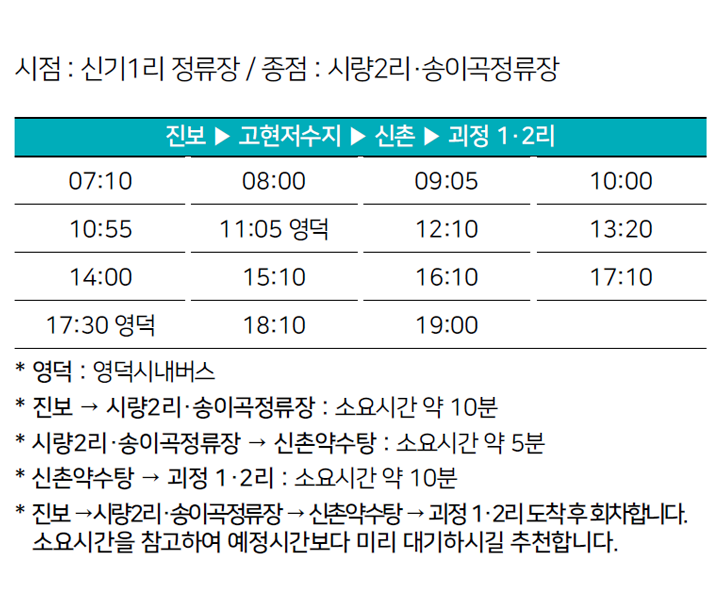 시점 : 신기1리 정류장 / 종점 : 시량2리·송이곡정류장
진보 ▶ 고현저수지 ▶ 신촌 ▶ 괴정 1·2리
07:10 08:00 09:05 10:00
10:55 11:05 영덕 12:10 13:20
14:00 15:10 16:10 17:10
17:30 영덕 18:10 19:00
* 영덕 : 영덕시내버스
* 진보 → 시량2리·송이곡정류장 : 소요시간 약 10분
* 시량2리·송이곡정류장 → 신촌약수탕 : 소요시간 약 5분
* 신촌약수탕 → 괴정 1·2리 : 소요시간 약 10분
* 진보 →시량2리·송이곡정류장 → 신촌약수탕 → 괴정 1·2리 도착 후 회차합니다.
소요시간을 참고하여 예정시간보다 미리 대기하시길 추천합니다.